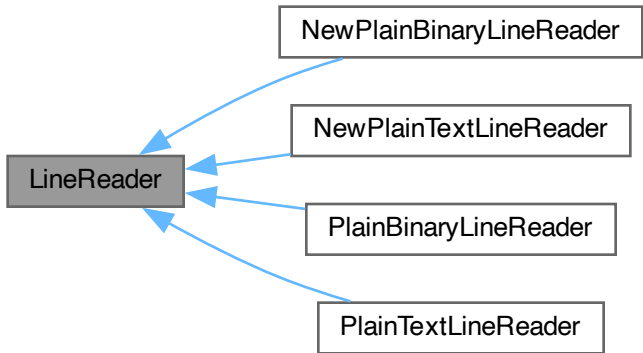 NewPlainBinaryLineReader
NewPlainTextLineReader
LineReader
PlainBinaryLineReader
PlainTextLineReader